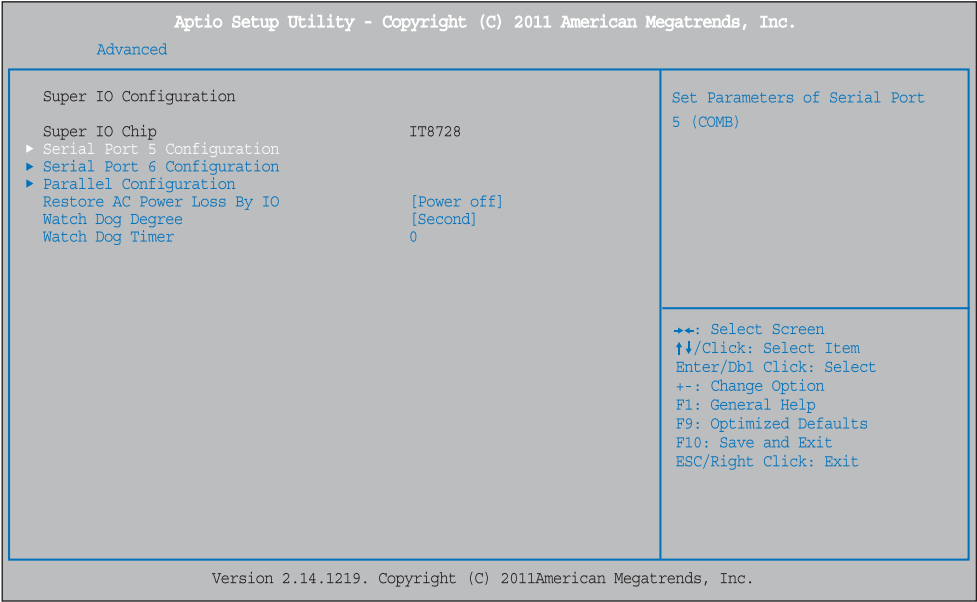 Aptio Setup Utility - Copyright (C) 2011 American Megatrends, Inc.
Advanced
Super IO Configuration
Super IO Chip IT8728
▶ Serial Port 5 Configuration
▶ Serial Port 6 Configuration
▶ Parallel Configuration
Restore AC Power Loss By IO [Power off]
Watch Dog Degree [Second]
Watch Dog Timer 0
Set Parameters of Serial Port
5 (COMB)
→←: Select Screen
↑↓/Click: Select Item
Enter/Db1 Click: Select
+-: Change Option
F1: General Help
F9: Optimized Defaults
F10: Save and Exit
ESC/Right Click: Exit
Version 2.14.1219. Copyright (C) 2011American Megatrends, Inc.